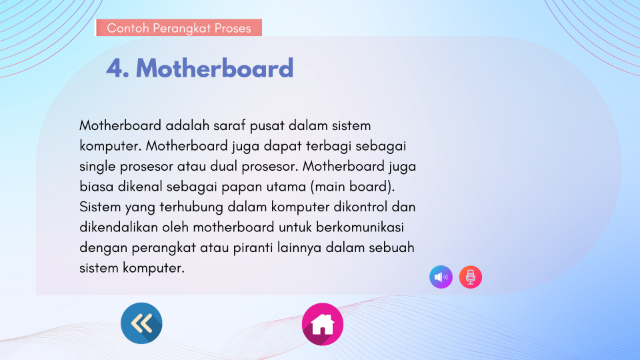 Contoh Perangkat Proses
4. Motherboard
Motherboard adalah saraf pusat dalam sistem
komputer. Motherboard juga dapat terbagi sebagai
single prosesor atau dual prosesor. Motherboard juga
biasa dikenal sebagai papan utama (main board).
Sistem yang terhubung dalam komputer dikontrol dan
dikendalikan oleh motherboard untuk berkomunikasi
dengan perangkat atau piranti lainnya dalam sebuah
sistem komputer.